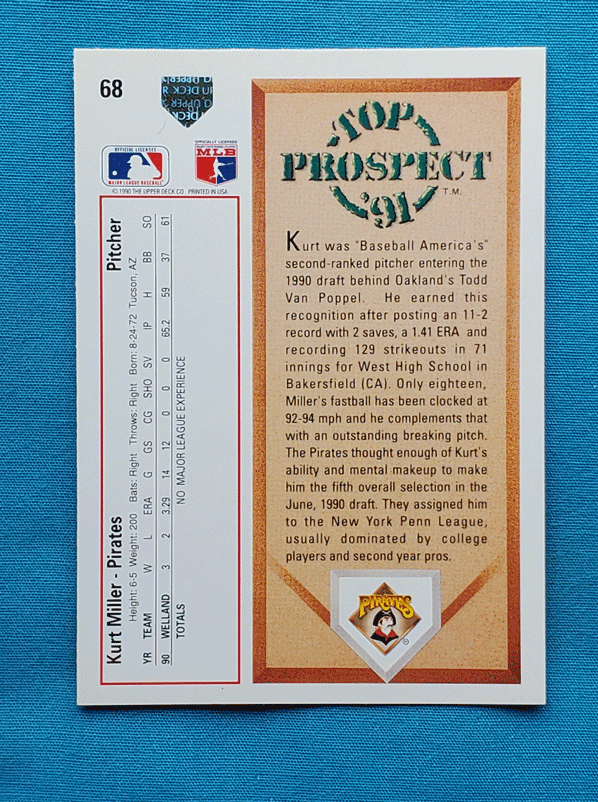 68
UPPER DECK
OFFICIAL LICENSEE
MAJOR LEAGUE BASEBALL
OFFICIALLY LICENSED
MLB
© 1990 THE UPPER DECK CO. PRINTED IN USA
Kurt Miller - Pirates Pitcher
Height: 6-5 Weight: 200 Bats: Right Throws: Right Born: 8-24-72 Tucson, AZ
YR TEAM W L ERA G GS CG SHO SV IP H BB SO
90 WELLAND 3 2 3.29 14 12 0 0 0 65.2 59 37 61
TOTALS NO MAJOR LEAGUE EXPERIENCE
TOP
PROSPECT
'91
T.M.
Kurt was "Baseball America's"
second-ranked pitcher entering the
1990 draft behind Oakland's Todd
Van Poppel. He earned this
recognition after posting an 11-2
record with 2 saves, a 1.41 ERA and
recording 129 strikeouts in 71
innings for West High School in
Bakersfield (CA). Only eighteen,
Miller's fastball has been clocked at
92-94 mph and he complements that
with an outstanding breaking pitch.
The Pirates thought enough of Kurt's
ability and mental makeup to make
him the fifth overall selection in the
June, 1990 draft. They assigned him
to the New York Penn League,
usually dominated by college
players and second year pros.
PIRATES
®